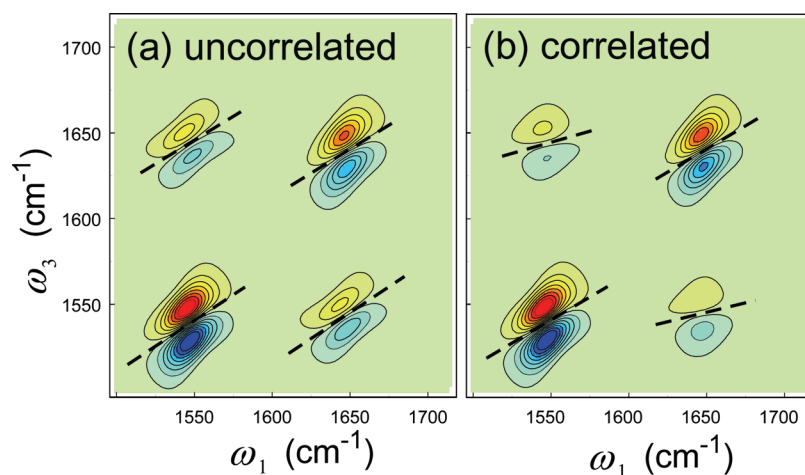 (a) uncorrelated
(b) correlated
1700
1650
1600
1550
ω3 (cm-1)
1550 1600 1650 1700
1550 1600 1650 1700
ω1 (cm-1)
ω1 (cm-1)